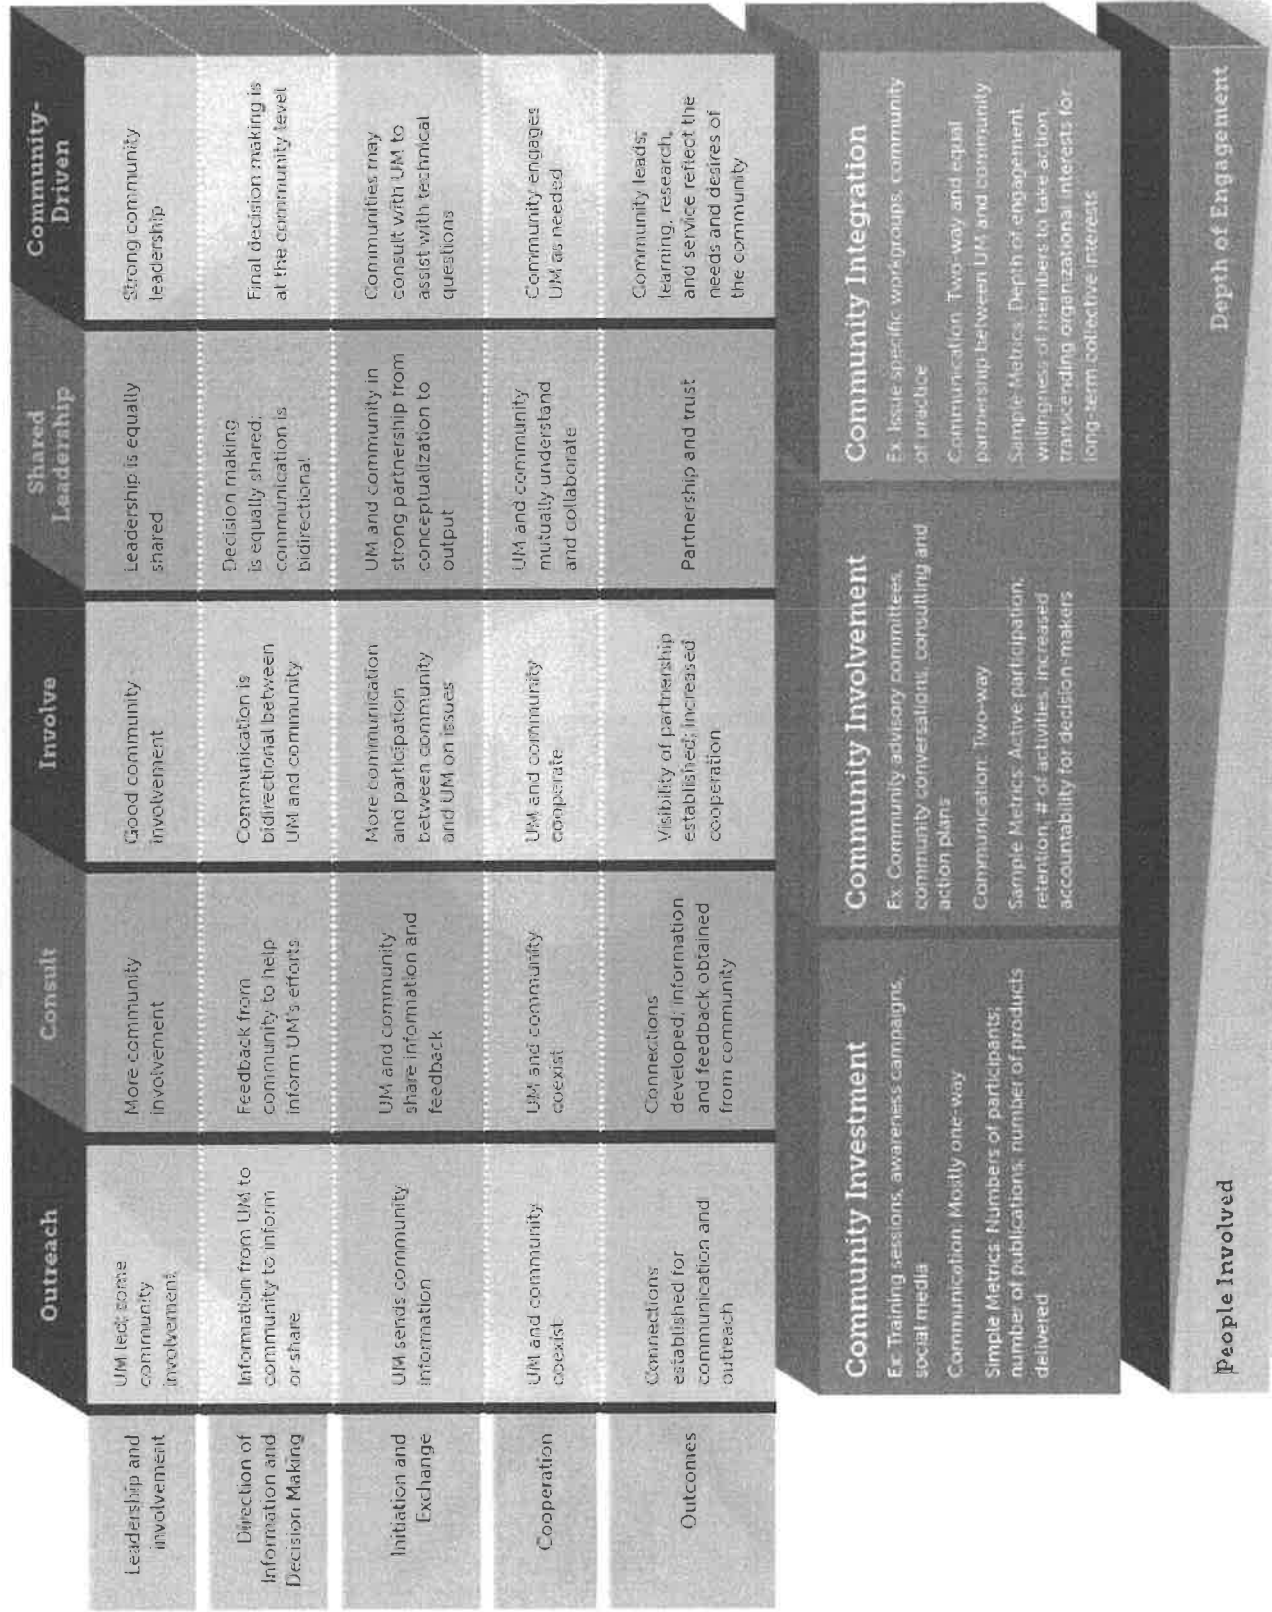 Outreach
Consult
Involve
Shared
Leadership
Community-
Driven
Leadership and
involvement
UM led; some
community
involvement
More community
involvement
Good community
involvement
Leadership is equally
shared
Strong community
leadership
Direction of
Information and
Decision Making
Information from UM to
community to inform
or share
Feedback from
community to help
inform UM's efforts
Communication is
bidirectional between
UM and community
Decision making
is equally shared;
communication is
bidirectional
Final decision making is
at the community level
Initiation and
Exchange
UM sends community
information
UM and community
share information and
feedback
More communication
and participation
between community
and UM on issues
UM and community in
strong partnership from
conceptualization to
output
Communities may
consult with UM to
assist with technical
questions
Cooperation
UM and community
coexist
UM and community
coexist
UM and community
cooperate
UM and community
mutually understand
and collaborate
Community engages
UM as needed
Outcomes
Connections
established for
communication and
outreach
Connections
developed; information
and feedback obtained
from community
Visibility of partnership
established; increased
cooperation
Partnership and trust
Community leads;
learning, research,
and service reflect the
needs and desires of
the community
Community Investment
Ex: Training sessions, awareness campaigns,
social media
Communication: Mostly one-way
Simple Metrics: Numbers of participants;
number of publications; number of products
delivered
Community Involvement
Ex: Community advisory committees,
community conversations, consulting and
action plans
Communication: Two-way
Sample Metrics: Active participation,
retention, # of activities, increased
accountability for decision makers
Community Integration
Ex: Issue specific workgroups, community
of practice
Communication: Two-way and equal
partnership between UM and community
Sample Metrics: Depth of engagement,
willingness of members to take action,
transcending organizational interests for
long-term collective interests
People Involved
Depth of Engagement